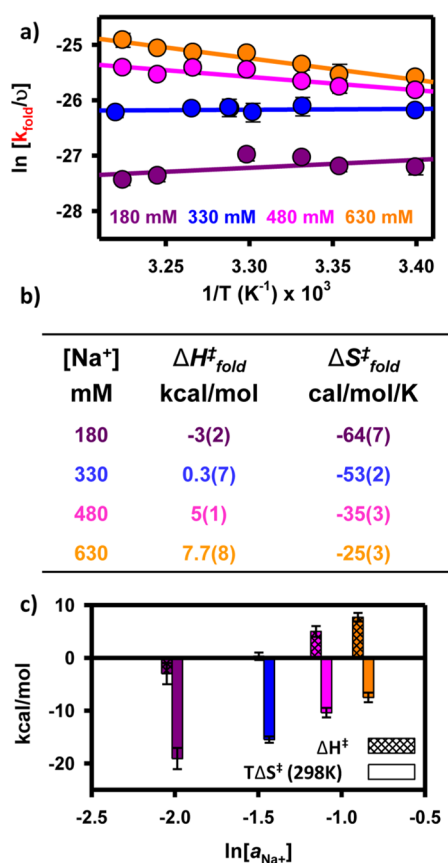 a)
ln [k_fold/υ]
-25
-26
-27
-28
180 mM 330 mM 480 mM 630 mM
3.25 3.30 3.35 3.40
1/T (K⁻¹) x 10³
b)
[Na⁺] ΔH‡fold ΔS‡fold
mM kcal/mol cal/mol/K
180 -3(2) -64(7)
330 0.3(7) -53(2)
480 5(1) -35(3)
630 7.7(8) -25(3)
c)
kcal/mol
10
0
-10
-20
ΔH‡
TΔS‡ (298K)
-2.5 -2.0 -1.5 -1.0 -0.5
ln[a_Na+]